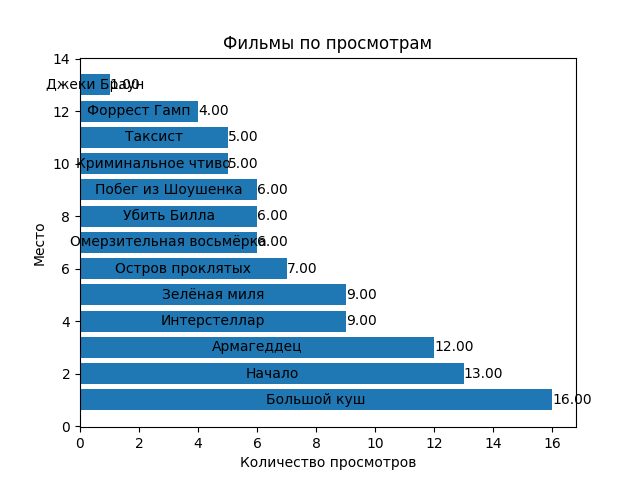 Фильмы по просмотрам
14
Джеки Браун 1.00
12
Форрест Гамп 4.00
Таксист 5.00
10
Криминальное чтиво 5.00
Побег из Шоушенка 6.00
8
Убить Билла 6.00
Омерзительная восьмёрка 6.00
6
Остров проклятых 7.00
Зелёная миля 9.00
4
Интерстеллар 9.00
Армагеддец 12.00
2
Начало 13.00
Большой куш 16.00
0
Место
0 2 4 6 8 10 12 14 16
Количество просмотров